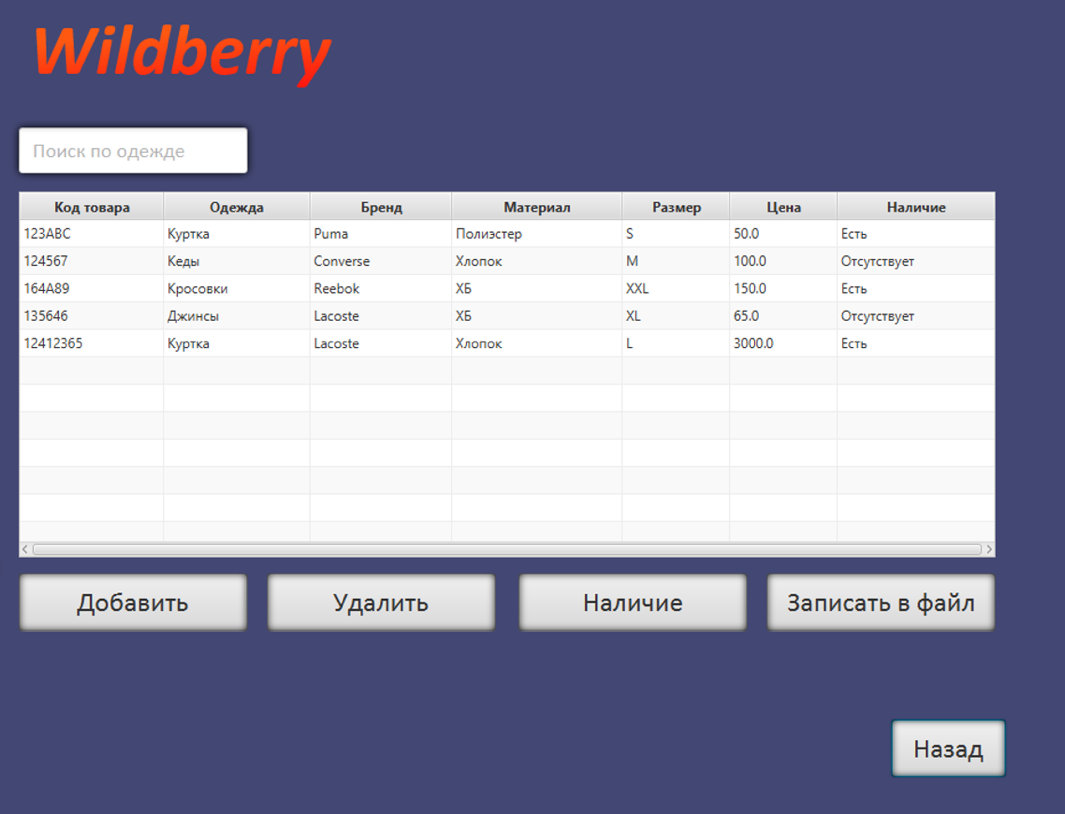 Wildberry
Поиск по одежде
Код товара Одежда Бренд Материал Размер Цена Наличие
123ABC Куртка Puma Полиэстер S 50.0 Есть
124567 Кеды Converse Хлопок M 100.0 Отсутствует
164A89 Кросовки Reebok ХБ XXL 150.0 Есть
135646 Джинсы Lacoste ХБ XL 65.0 Отсутствует
12412365 Куртка Lacoste Хлопок L 3000.0 Есть
Добавить Удалить Наличие Записать в файл
Назад